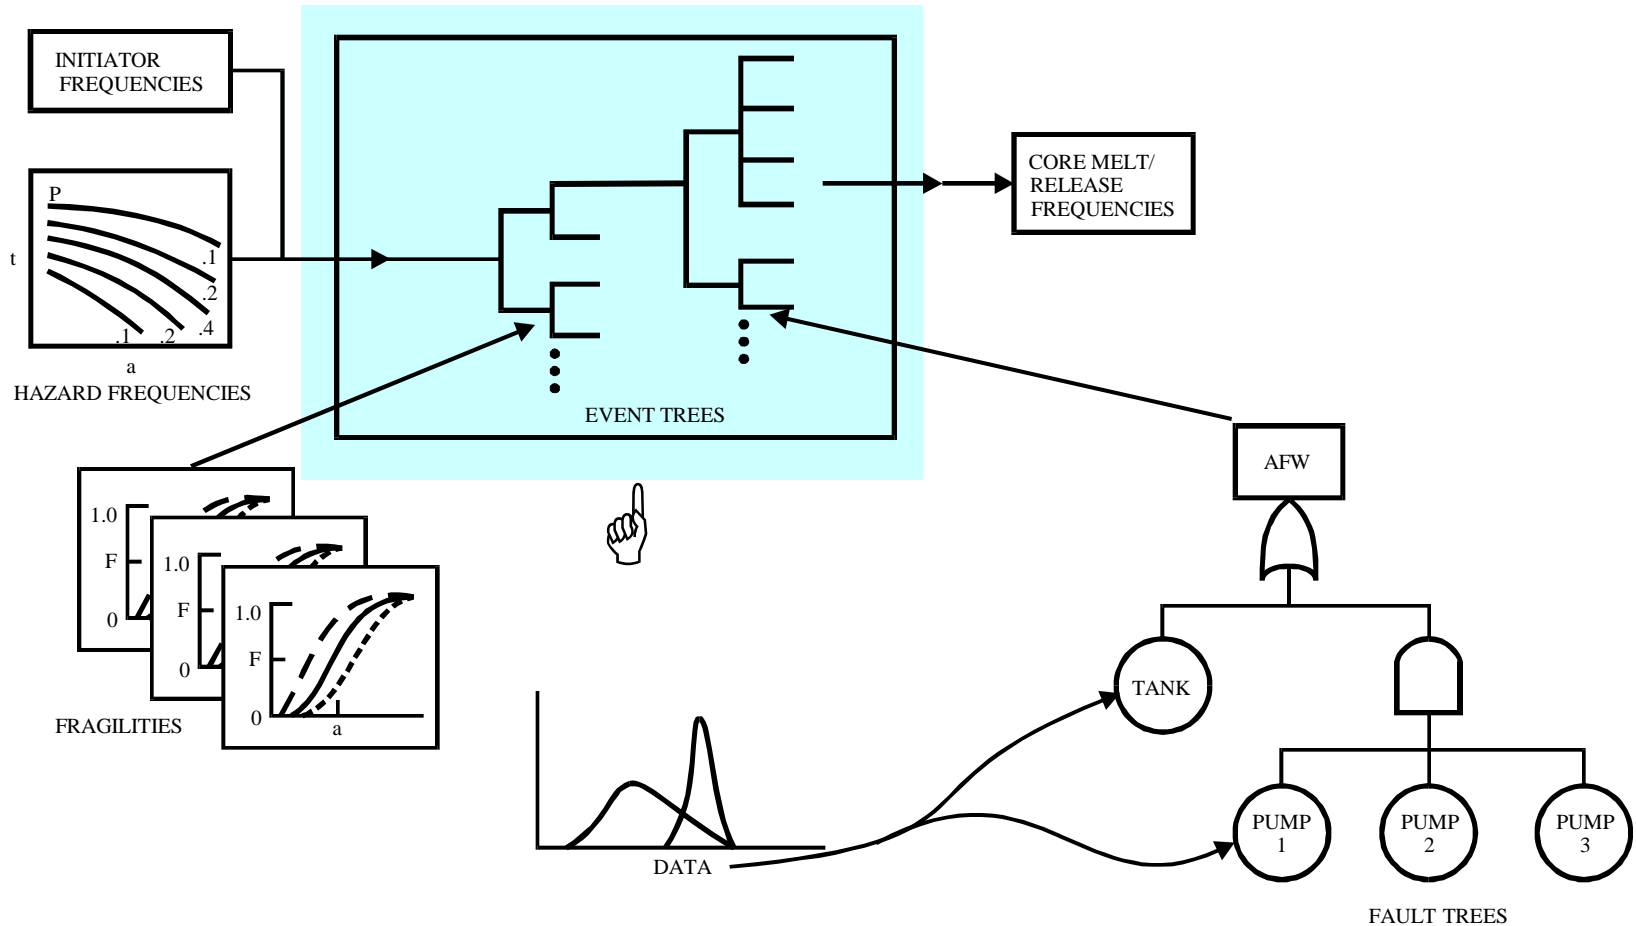 INITIATOR
FREQUENCIES
P
t
.1
.2
.4
.2
.1
a
HAZARD FREQUENCIES
EVENT TREES
CORE MELT/
RELEASE
FREQUENCIES
1.0
F
0
1.0
F
0
1.0
F
0
a
FRAGILITIES
DATA
AFW
TANK
PUMP
1
PUMP
2
PUMP
3
FAULT TREES